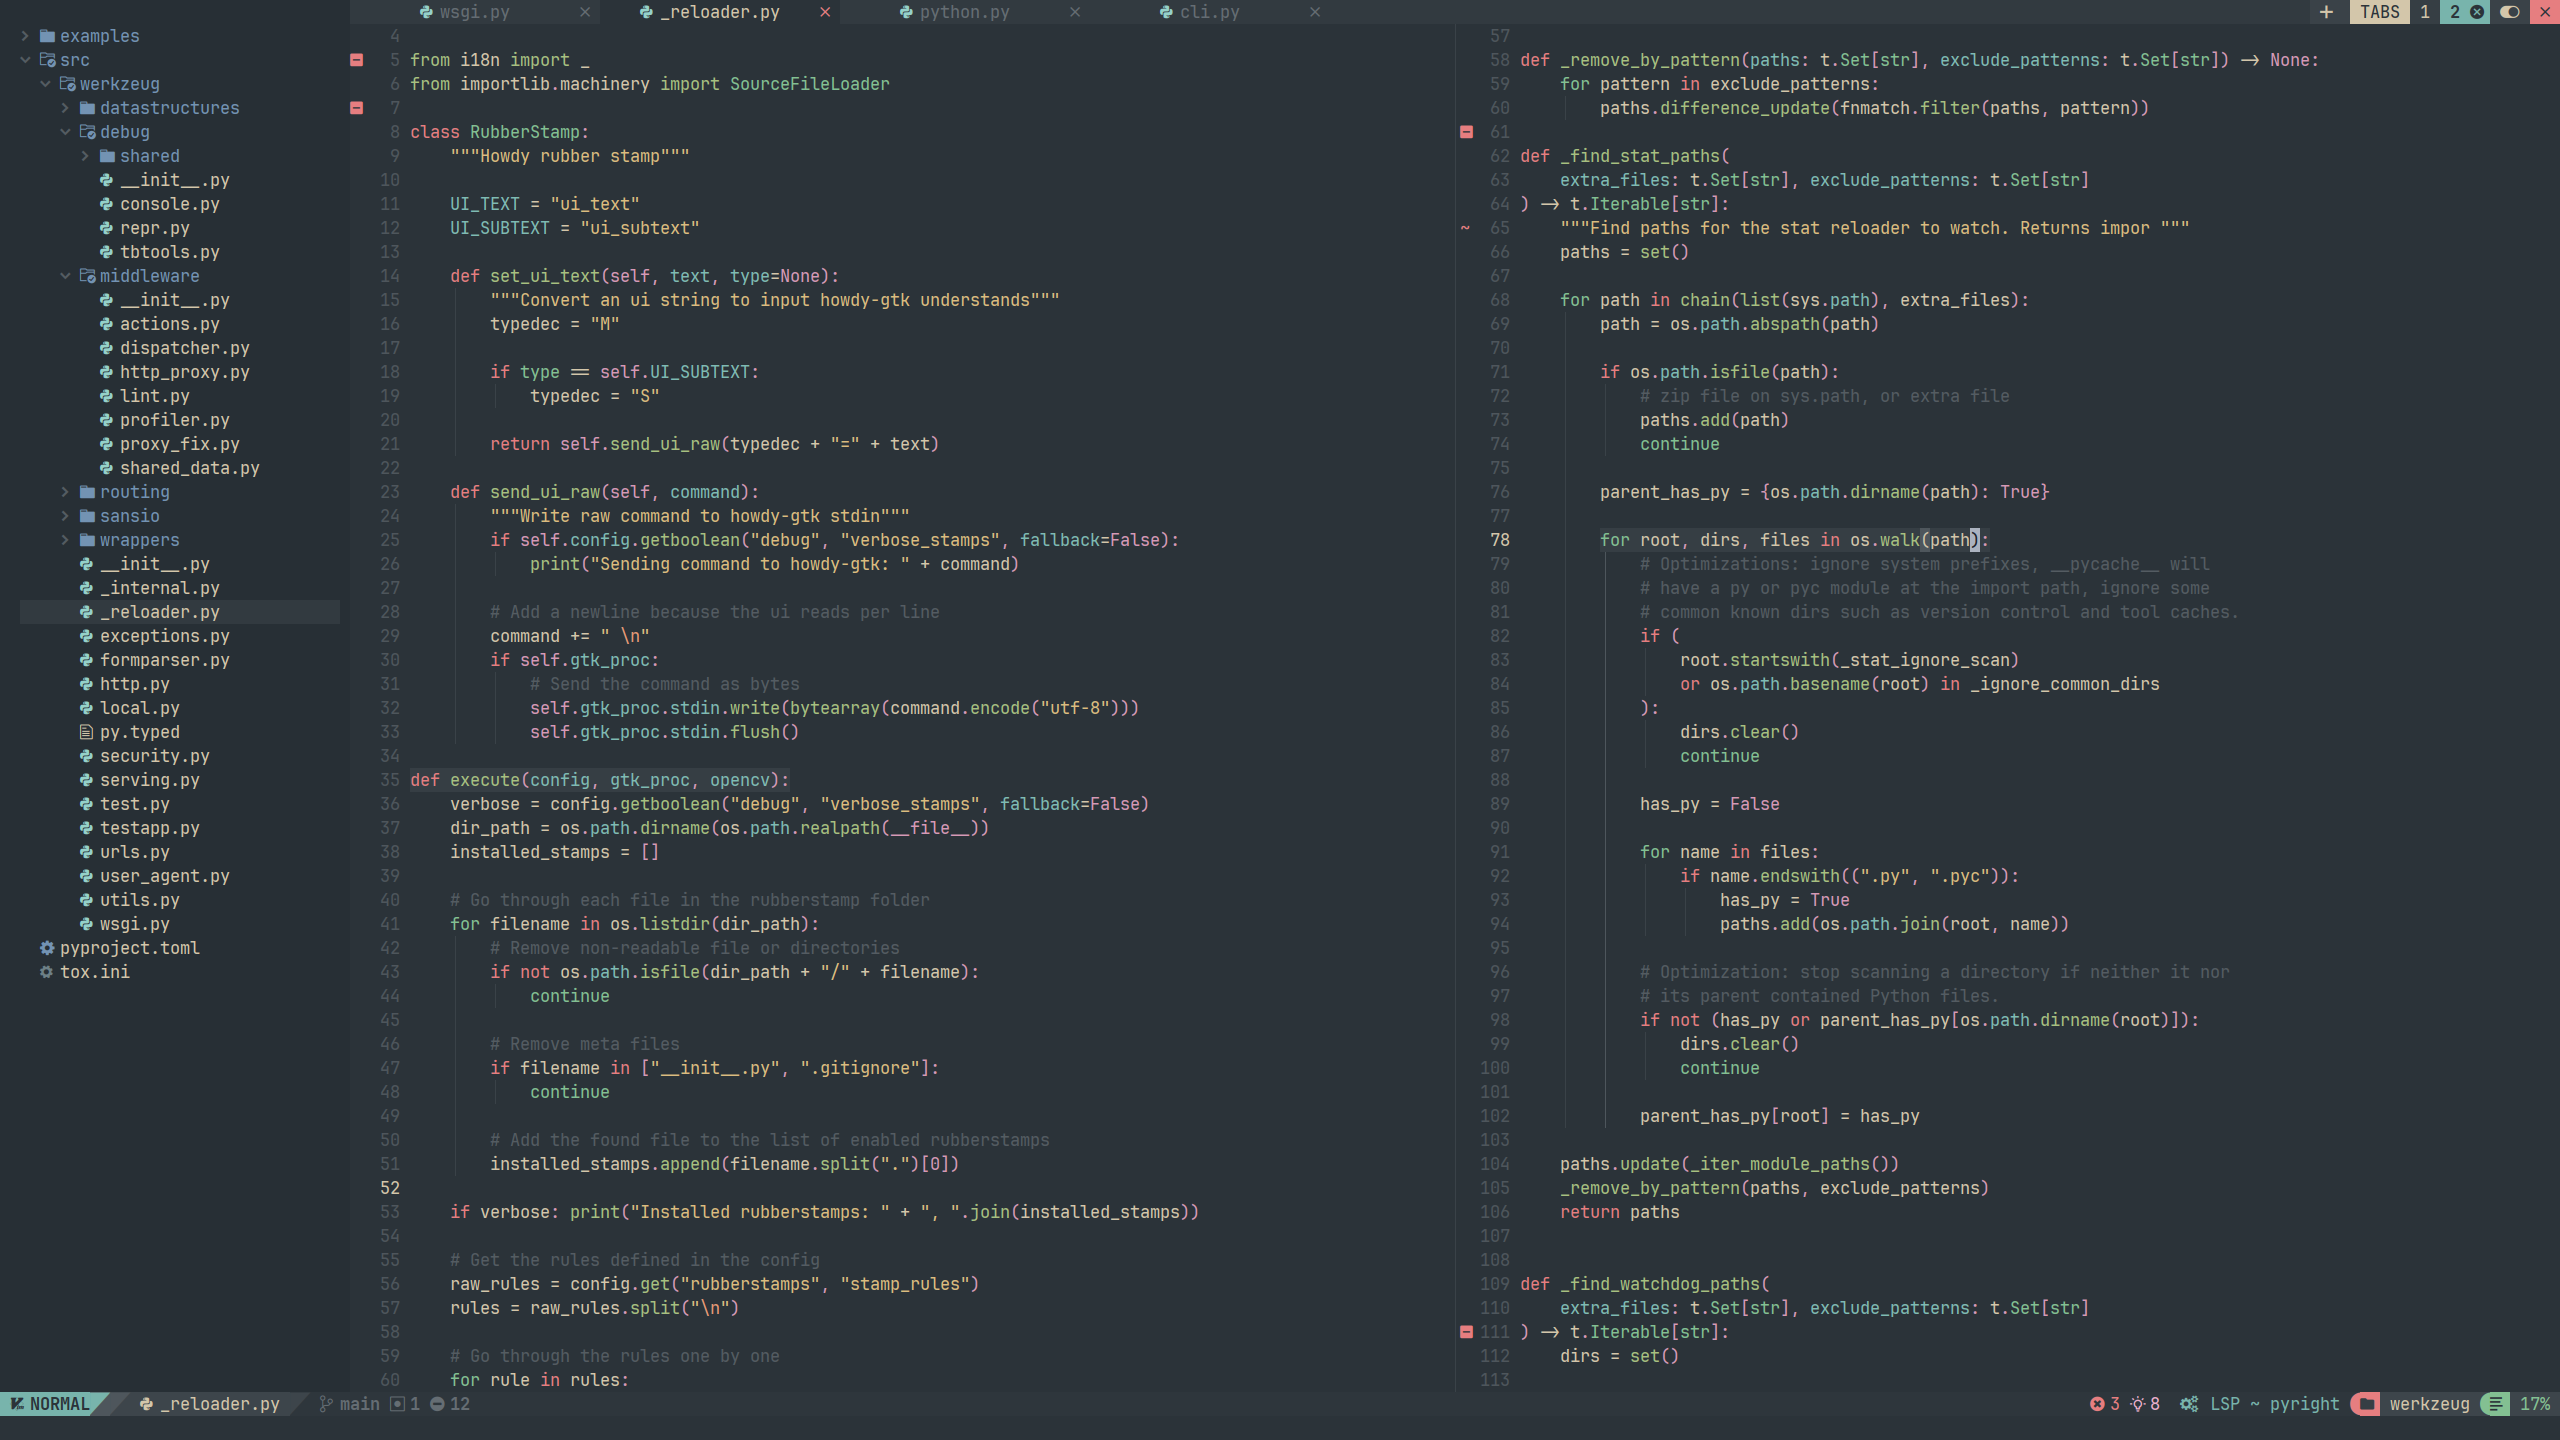 wsgi.py
_reloader.py
python.py
cli.py
TABS 1 2
examples
src
werkzeug
datastructures
debug
shared
__init__.py
console.py
repr.py
tbtools.py
middleware
__init__.py
actions.py
dispatcher.py
http_proxy.py
lint.py
profiler.py
proxy_fix.py
shared_data.py
routing
sansio
wrappers
__init__.py
_internal.py
_reloader.py
exceptions.py
formparser.py
http.py
local.py
py.typed
security.py
serving.py
test.py
testapp.py
urls.py
user_agent.py
utils.py
wsgi.py
pyproject.toml
tox.ini
4
5 from i18n import _
6 from importlib.machinery import SourceFileLoader
7
8 class RubberStamp:
9     """Howdy rubber stamp"""
10
11     UI_TEXT = "ui_text"
12     UI_SUBTEXT = "ui_subtext"
13
14     def set_ui_text(self, text, type=None):
15         """Convert an ui string to input howdy-gtk understands"""
16         typedec = "M"
17
18         if type == self.UI_SUBTEXT:
19             typedec = "S"
20
21         return self.send_ui_raw(typedec + "=" + text)
22
23     def send_ui_raw(self, command):
24         """Write raw command to howdy-gtk stdin"""
25         if self.config.getboolean("debug", "verbose_stamps", fallback=False):
26             print("Sending command to howdy-gtk: " + command)
27
28         # Add a newline because the ui reads per line
29         command += " \n"
30         if self.gtk_proc:
31             # Send the command as bytes
32             self.gtk_proc.stdin.write(bytearray(command.encode("utf-8")))
33             self.gtk_proc.stdin.flush()
34
35 def execute(config, gtk_proc, opencv):
36     verbose = config.getboolean("debug", "verbose_stamps", fallback=False)
37     dir_path = os.path.dirname(os.path.realpath(__file__))
38     installed_stamps = []
39
40     # Go through each file in the rubberstamp folder
41     for filename in os.listdir(dir_path):
42         # Remove non-readable file or directories
43         if not os.path.isfile(dir_path + "/" + filename):
44             continue
45
46         # Remove meta files
47         if filename in ["__init__.py", ".gitignore"]:
48             continue
49
50         # Add the found file to the list of enabled rubberstamps
51         installed_stamps.append(filename.split(".")[0])
52
53     if verbose: print("Installed rubberstamps: " + ", ".join(installed_stamps))
54
55     # Get the rules defined in the config
56     raw_rules = config.get("rubberstamps", "stamp_rules")
57     rules = raw_rules.split("\n")
58
59     # Go through the rules one by one
60     for rule in rules:
57
58 def _remove_by_pattern(paths: t.Set[str], exclude_patterns: t.Set[str]) -> None:
59     for pattern in exclude_patterns:
60         paths.difference_update(fnmatch.filter(paths, pattern))
61
62 def _find_stat_paths(
63     extra_files: t.Set[str], exclude_patterns: t.Set[str]
64 ) -> t.Iterable[str]:
~ 65     """Find paths for the stat reloader to watch. Returns impor """
66     paths = set()
67
68     for path in chain(list(sys.path), extra_files):
69         path = os.path.abspath(path)
70
71         if os.path.isfile(path):
72             # zip file on sys.path, or extra file
73             paths.add(path)
74             continue
75
76         parent_has_py = {os.path.dirname(path): True}
77
78         for root, dirs, files in os.walk(path):
79             # Optimizations: ignore system prefixes, __pycache__ will
80             # have a py or pyc module at the import path, ignore some
81             # common known dirs such as version control and tool caches.
82             if (
83                 root.startswith(_stat_ignore_scan)
84                 or os.path.basename(root) in _ignore_common_dirs
85             ):
86                 dirs.clear()
87                 continue
88
89             has_py = False
90
91             for name in files:
92                 if name.endswith((".py", ".pyc")):
93                     has_py = True
94                     paths.add(os.path.join(root, name))
95
96             # Optimization: stop scanning a directory if neither it nor
97             # its parent contained Python files.
98             if not (has_py or parent_has_py[os.path.dirname(root)]):
99                 dirs.clear()
100                 continue
101
102             parent_has_py[root] = has_py
103
104     paths.update(_iter_module_paths())
105     _remove_by_pattern(paths, exclude_patterns)
106     return paths
107
108
109 def _find_watchdog_paths(
110     extra_files: t.Set[str], exclude_patterns: t.Set[str]
111 ) -> t.Iterable[str]:
112     dirs = set()
113
NORMAL _reloader.py main 1 12
3 8 LSP ~ pyright werkzeug 17%